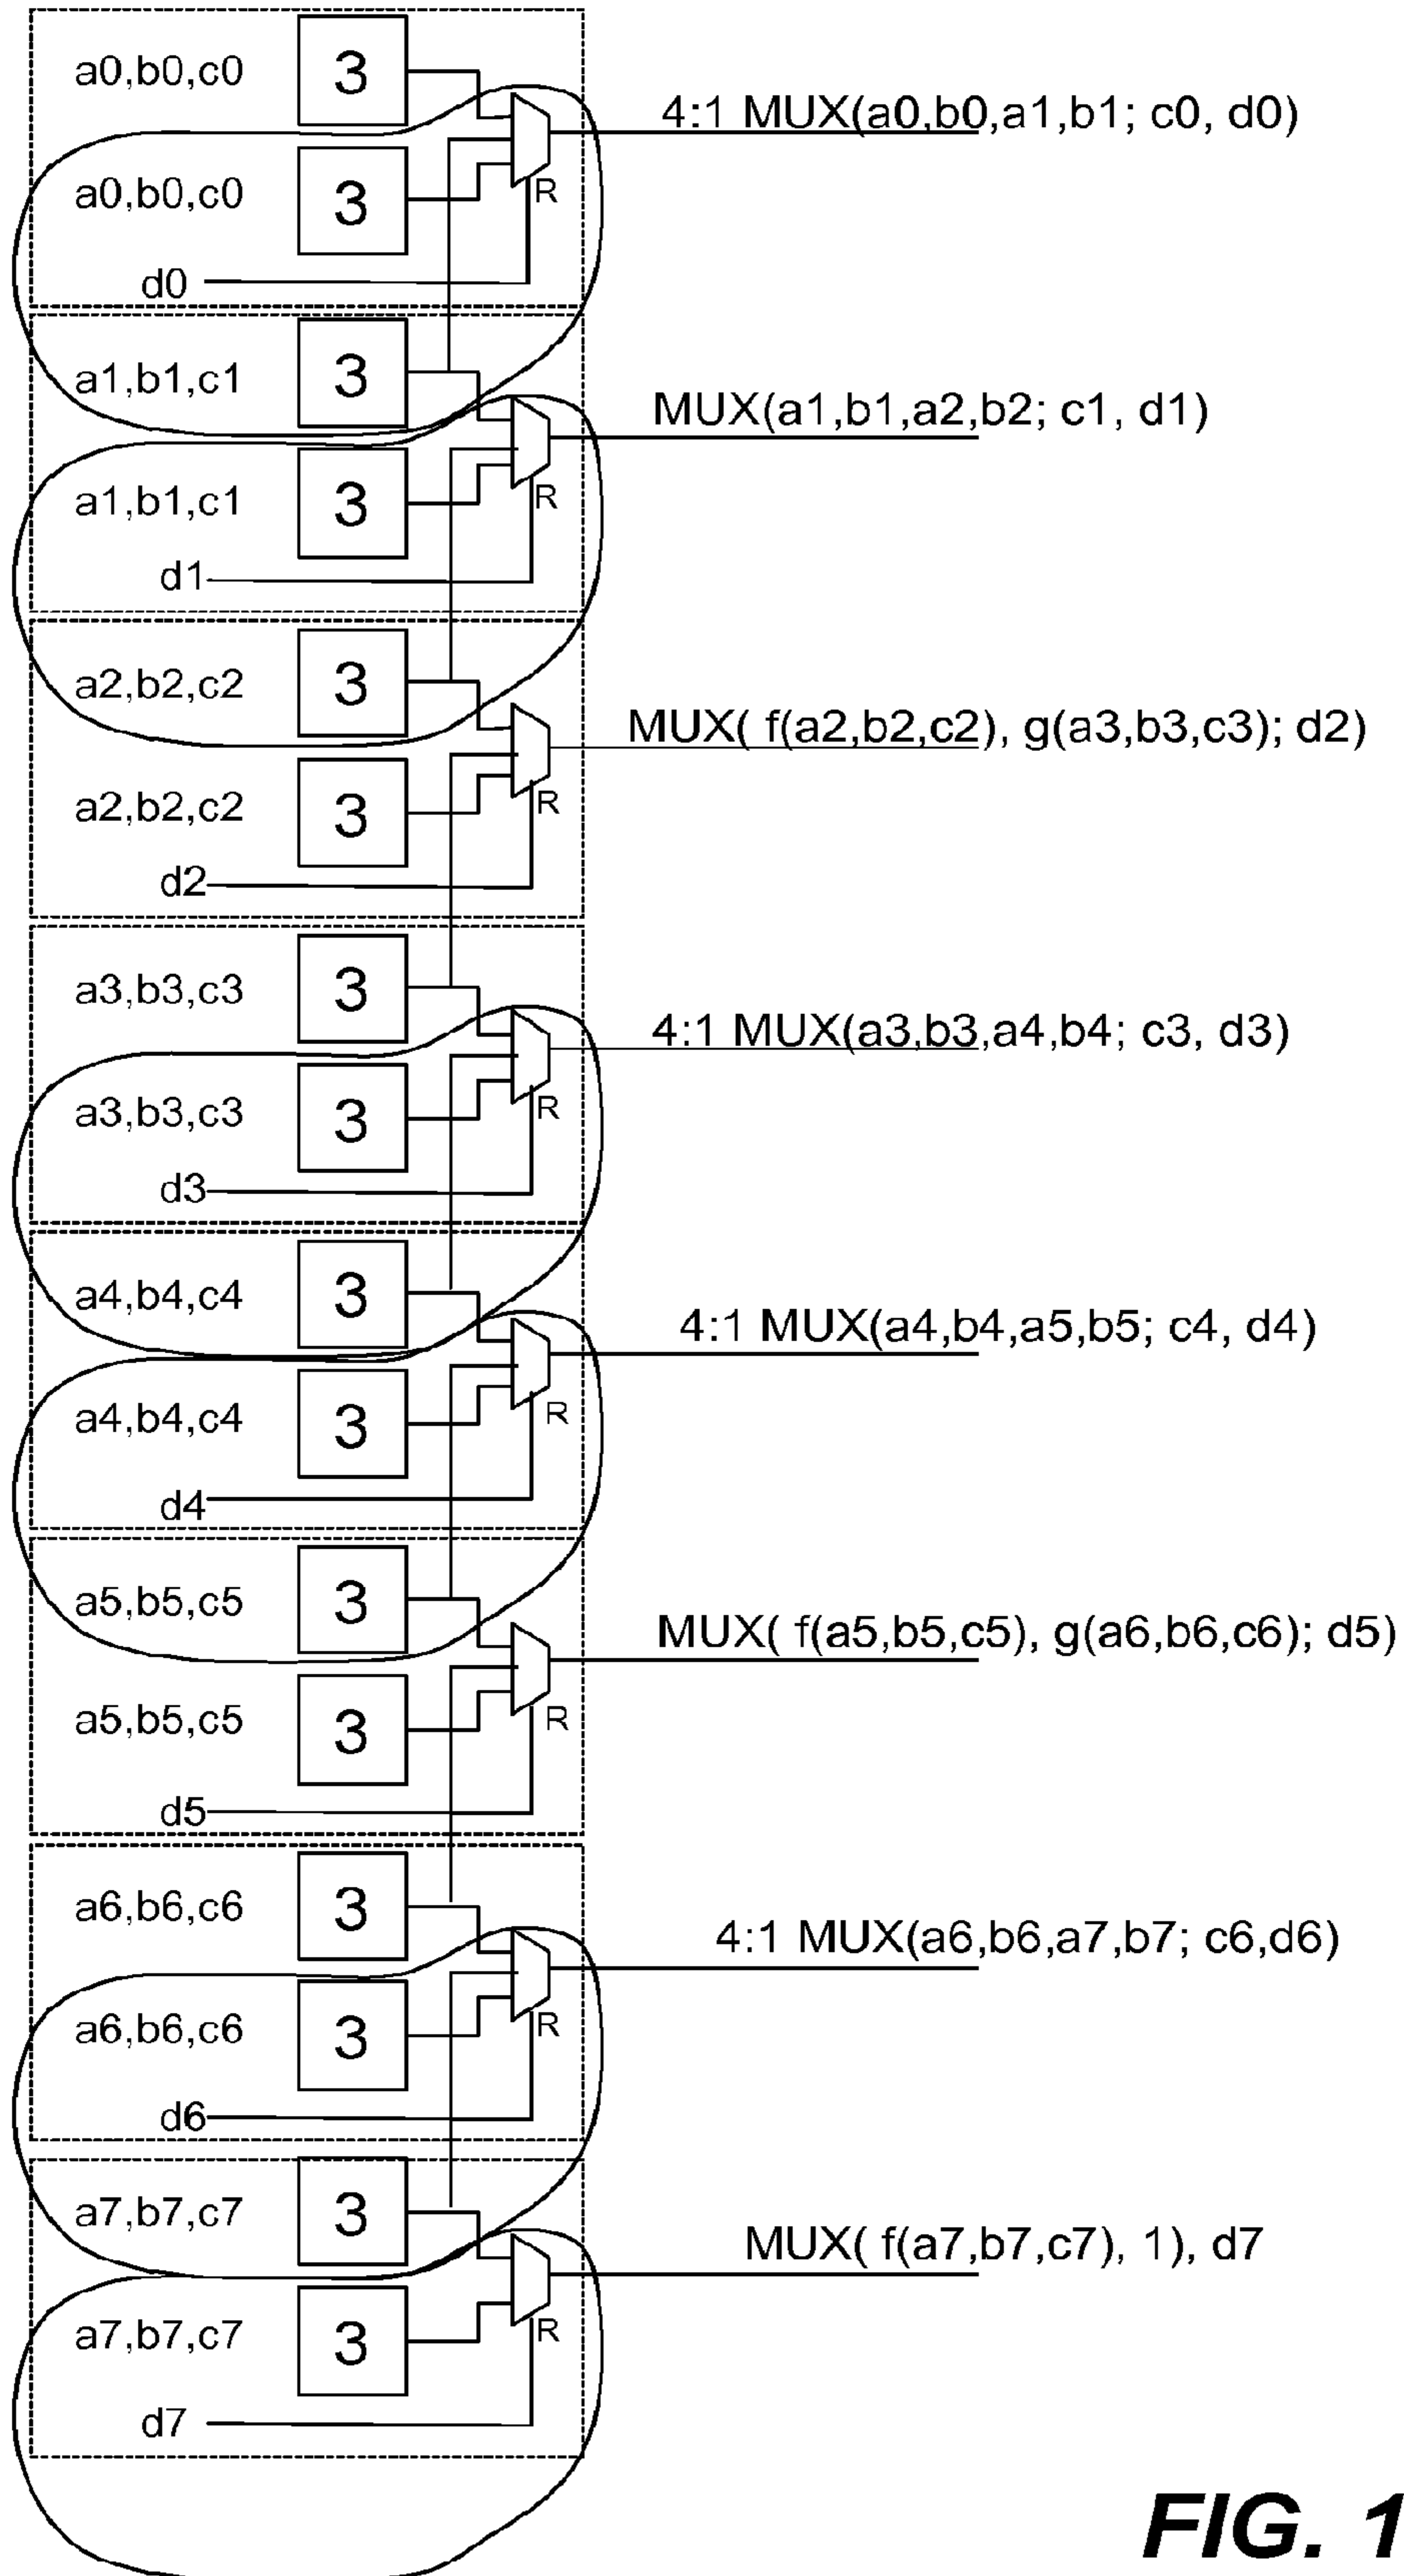 a0,b0,c0
3
4:1 MUX(a0,b0,a1,b1; c0, d0)
a0,b0,c0
3
R
d0
a1,b1,c1
3
MUX(a1,b1,a2,b2; c1, d1)
a1,b1,c1
3
R
d1
a2,b2,c2
3
MUX( f(a2,b2,c2), g(a3,b3,c3); d2)
a2,b2,c2
3
R
d2
a3,b3,c3
3
4:1 MUX(a3,b3,a4,b4; c3, d3)
a3,b3,c3
3
R
d3
a4,b4,c4
3
4:1 MUX(a4,b4,a5,b5; c4, d4)
a4,b4,c4
3
R
d4
a5,b5,c5
3
MUX( f(a5,b5,c5), g(a6,b6,c6); d5)
a5,b5,c5
3
R
d5
a6,b6,c6
3
4:1 MUX(a6,b6,a7,b7; c6,d6)
a6,b6,c6
3
R
d6
a7,b7,c7
3
MUX( f(a7,b7,c7), 1), d7
a7,b7,c7
3
R
d7
FIG. 1